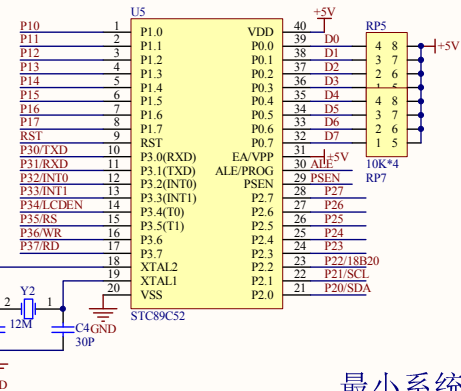 U5
+5V
P10 1 P1.0 VDD 40
P11 2 P1.1 P0.0 39 D0
P12 3 P1.2 P0.1 38 D1
P13 4 P1.3 P0.2 37 D2
P14 5 P1.4 P0.3 36 D3
P15 6 P1.5 P0.4 35 D4
P16 7 P1.6 P0.5 34 D5
P17 8 P1.7 P0.6 33 D6
RST 9 RST P0.7 32 D7
P30/TXD 10 P3.0(RXD) EA/VPP 31 +5V
P31/RXD 11 P3.1(TXD) ALE/PROG 30 ALE
P32/INT0 12 P3.2(INT0) PSEN 29 PSEN
P33/INT1 13 P3.3(INT1) P2.7 28 P27
P34/LCDEN 14 P3.4(T0) P2.6 27 P26
P35/RS 15 P3.5(T1) P2.5 26 P25
P36/WR 16 P3.6 P2.4 25 P24
P37/RD 17 P3.7 P2.3 24 P23
18 XTAL2 P2.2 23 P22/18B20
19 XTAL1 P2.1 22 P21/SCL
20 VSS P2.0 21 P20/SDA
STC89C52
RP5
4 8 +5V
3 7
2 6
1 5
4 8
3 7
2 6
1 5
10K*4
RP7
Y2
2 1
12M
C4
30P
GND
最小系统